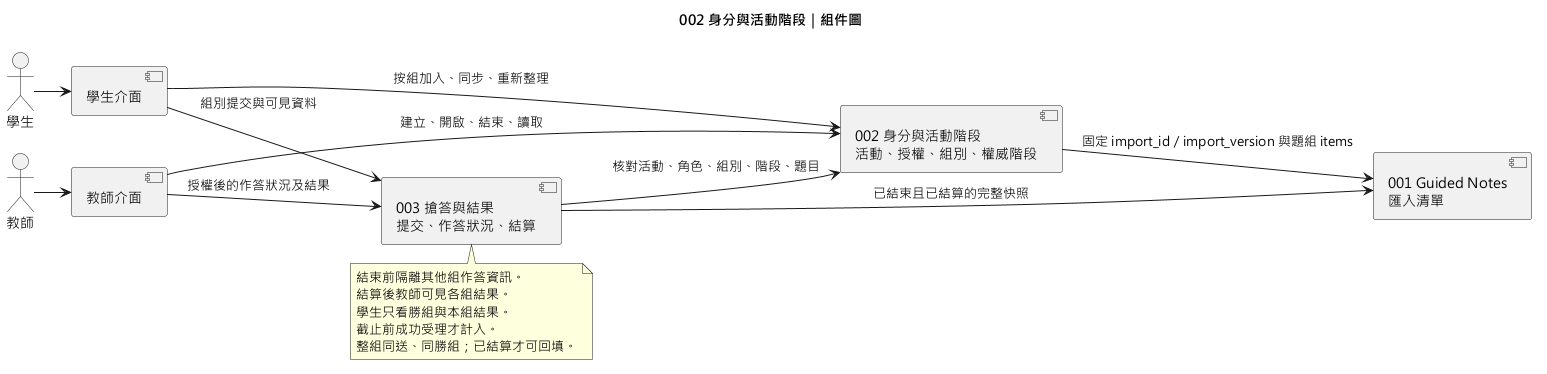 002 身分與活動階段 | 組件圖
學生
學生介面
按組加入、同步、重新整理
組別提交與可見資料
教師
教師介面
建立、開啟、結束、讀取
授權後的作答狀況及結果
003 搶答與結果
提交、作答狀況、結算
核對活動、角色、組別、階段、題目
已結束且已結算的完整快照
002 身分與活動階段
活動、授權、組別、權威階段
固定 import_id / import_version 與題組 items
001 Guided Notes
匯入清單
結束前隔離其他組作答資訊。
結算後教師可見各組結果。
學生只看勝組與本組結果。
截止前成功受理才計入。
整組同送、同勝組；已結算才可回填。